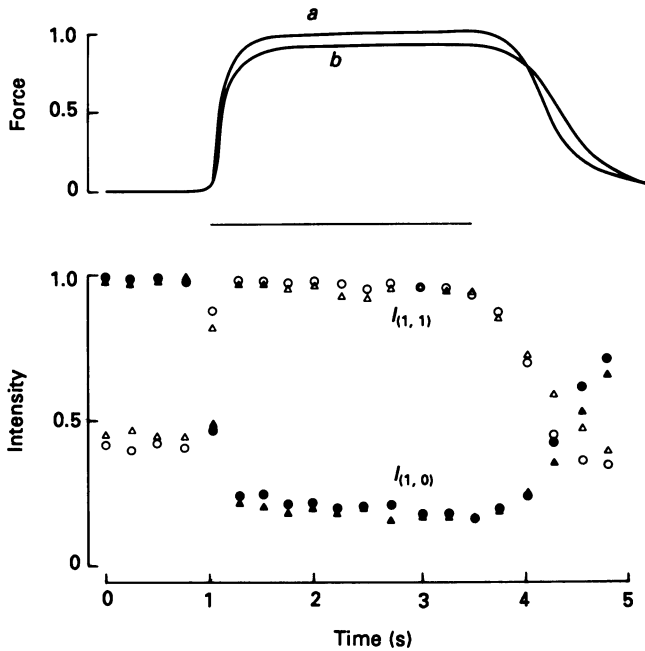 a
1.0
b
Force
0.5
0
1.0
I(1, 1)
Intensity
0.5
I(1, 0)
0
0 1 2 3 4 5
Time (s)